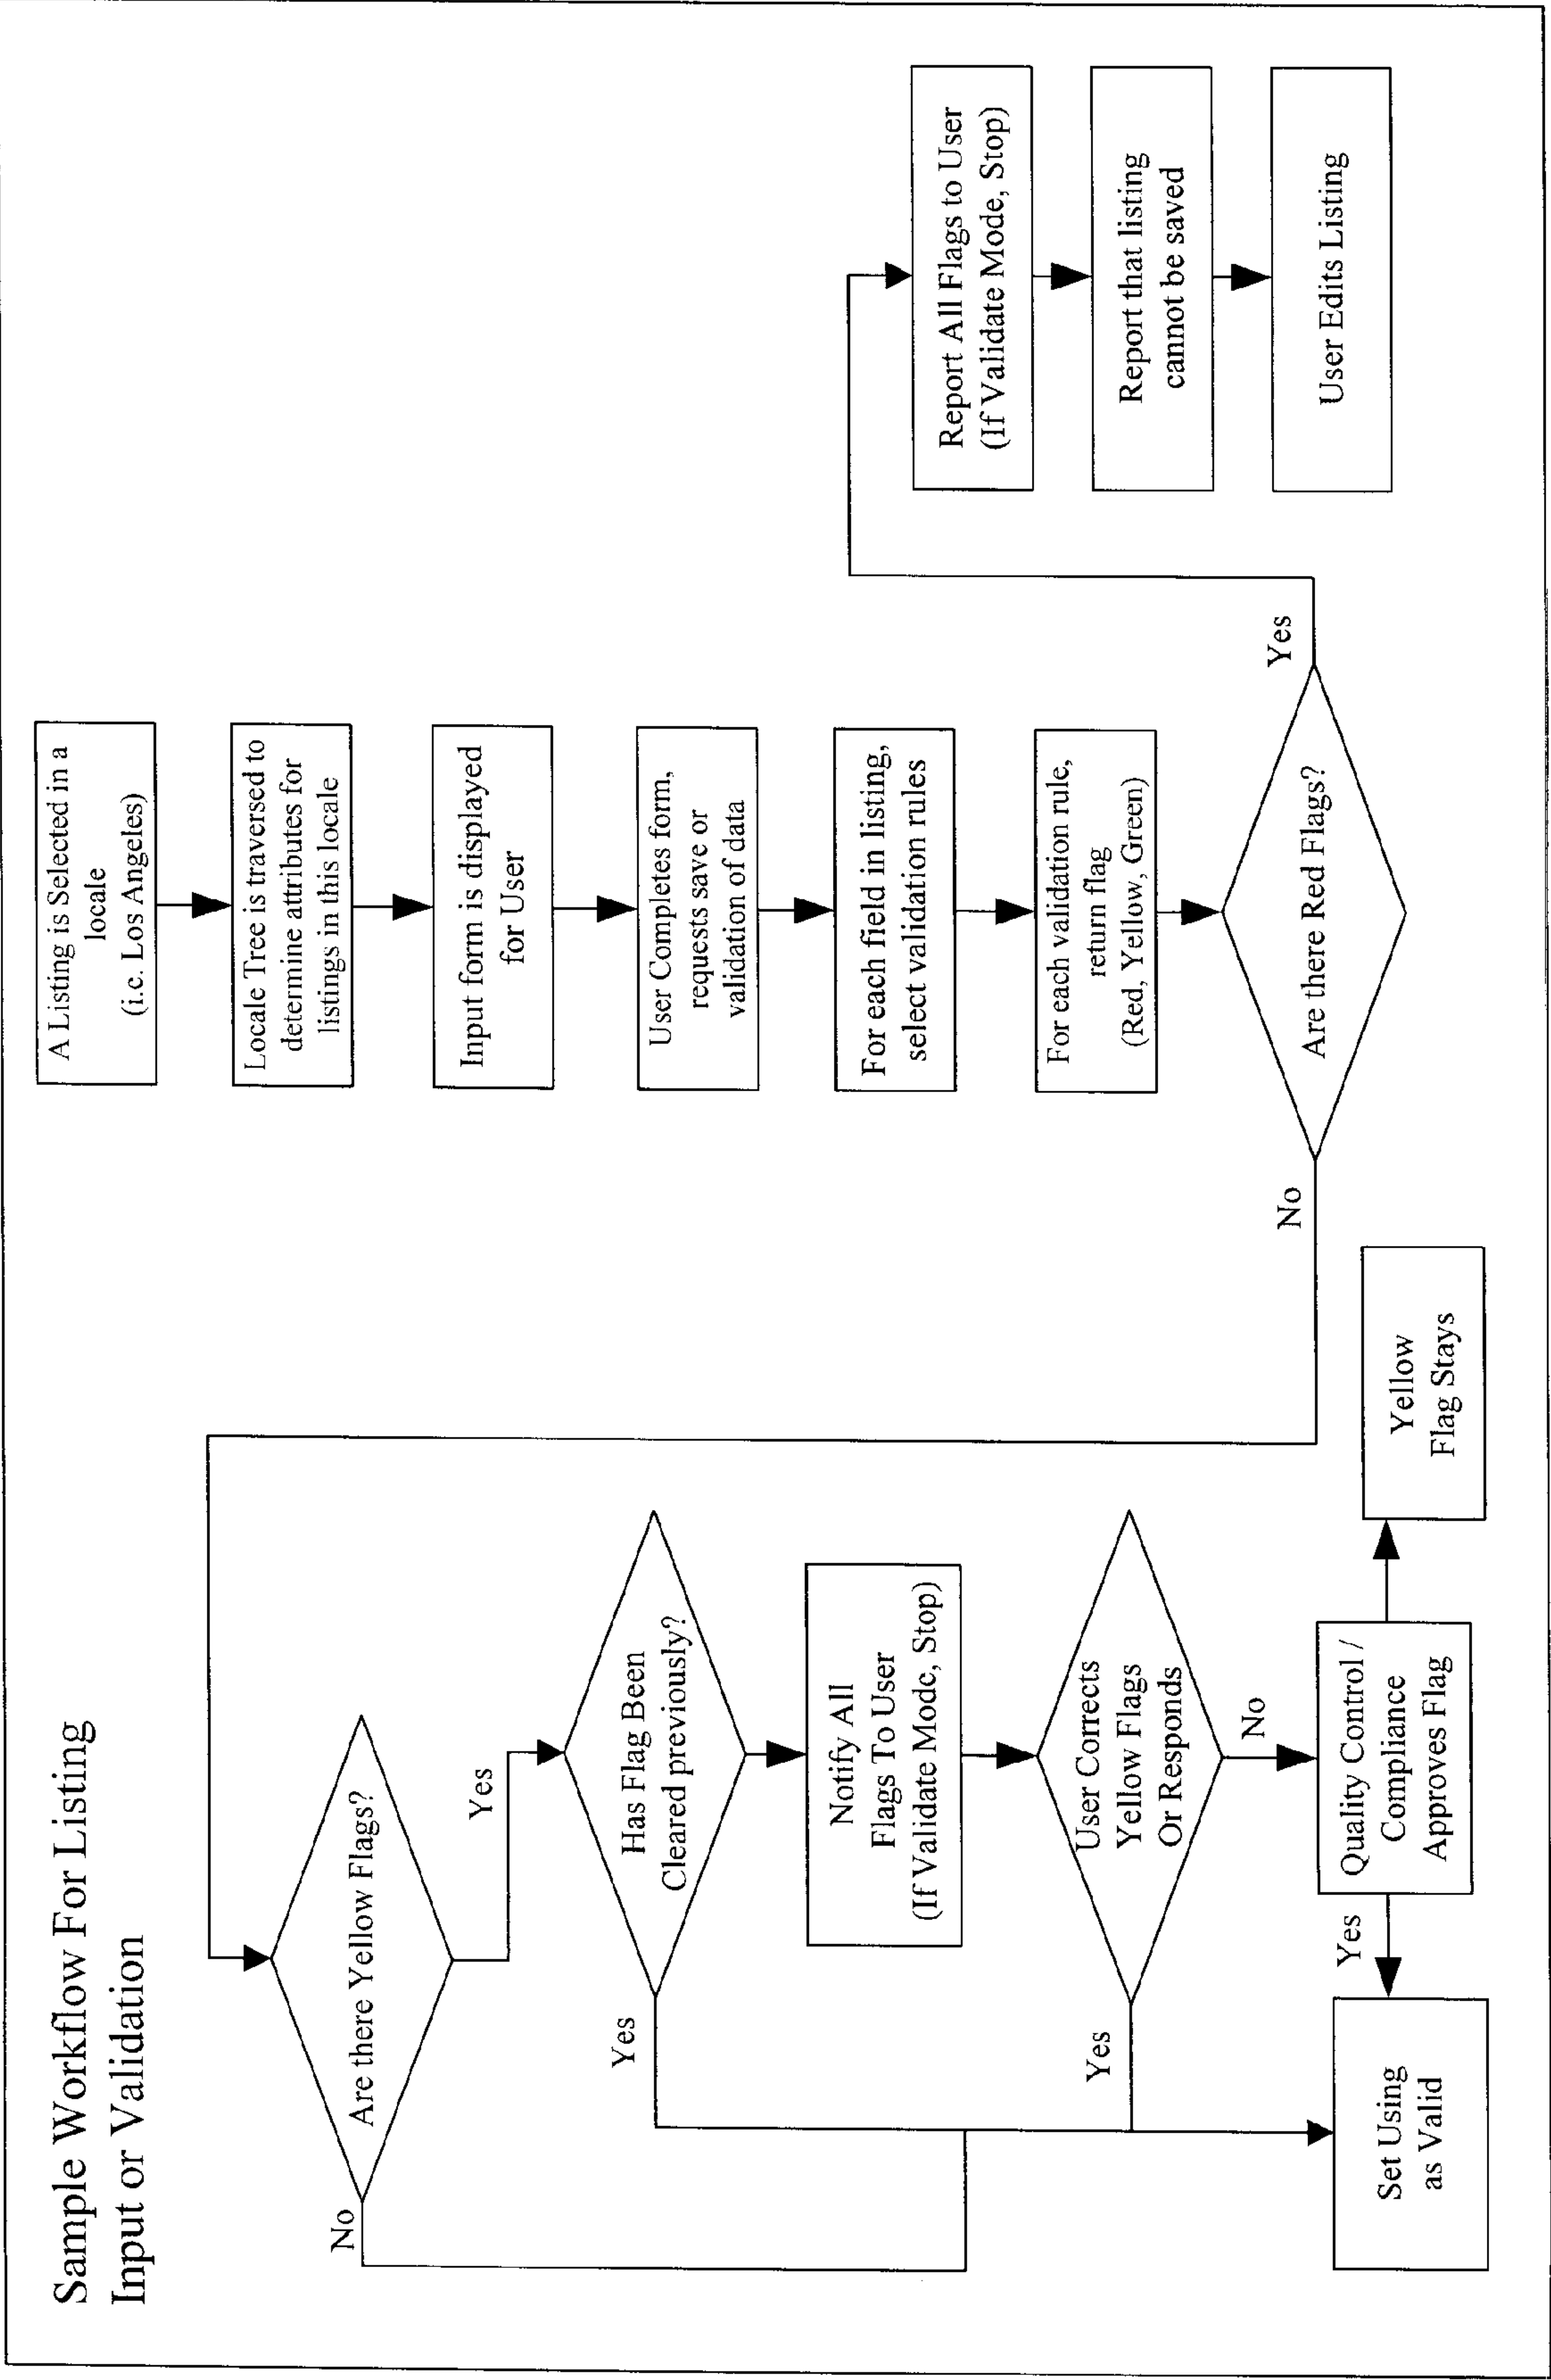 Sample Workflow For Listing
Input or Validation
A Listing is Selected in a
locale
(i.e. Los Angeles)
Locale Tree is traversed to
determine attributes for
listings in this locale
Input form is displayed
for User
User Completes form,
requests save or
validation of data
For each field in listing,
select validation rules
For each validation rule,
return flag
(Red, Yellow, Green)
Are there Red Flags?
Yes
No
Report All Flags to User
(If Validate Mode, Stop)
Report that listing
cannot be saved
User Edits Listing
Are there Yellow Flags?
No
Yes
Has Flag Been
Cleared previously?
Yes
Notify All
Flags To User
(If Validate Mode, Stop)
User Corrects
Yellow Flags
Or Responds
Yes
No
Quality Control /
Compliance
Approves Flag
Yes
Yellow
Flag Stays
Set Using
as Valid